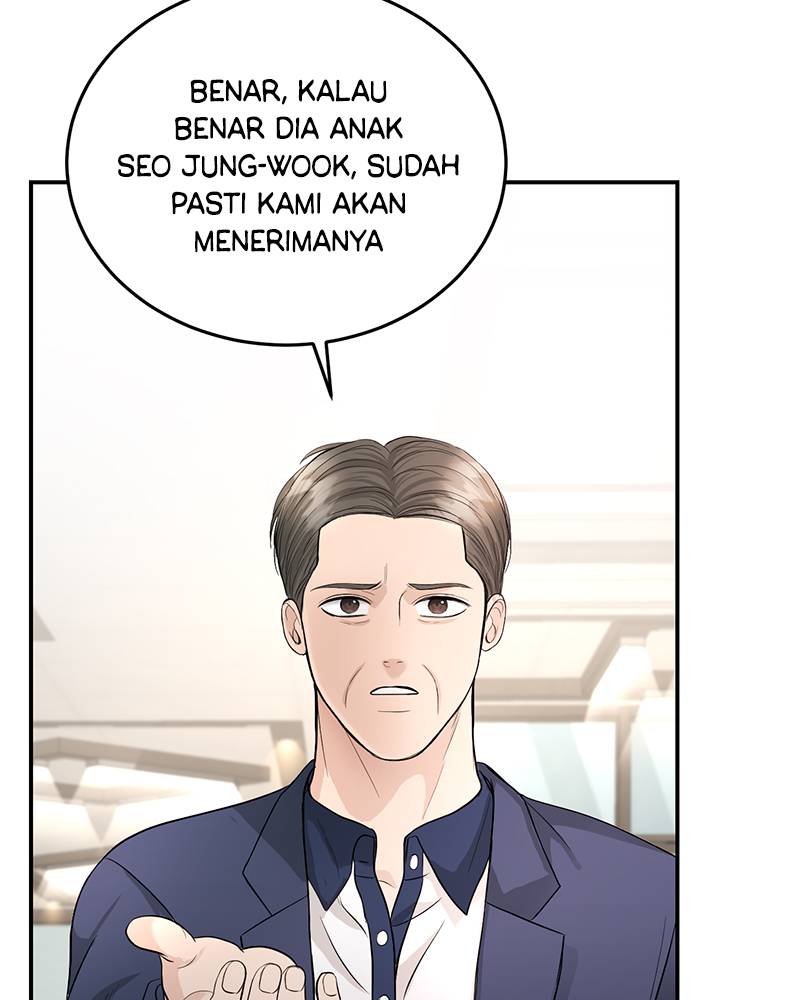 BENAR, KALAU
BENAR DIA ANAK
SEO JUNG-WOOK, SUDAH
PASTI KAMI AKAN
MENERIMANYA